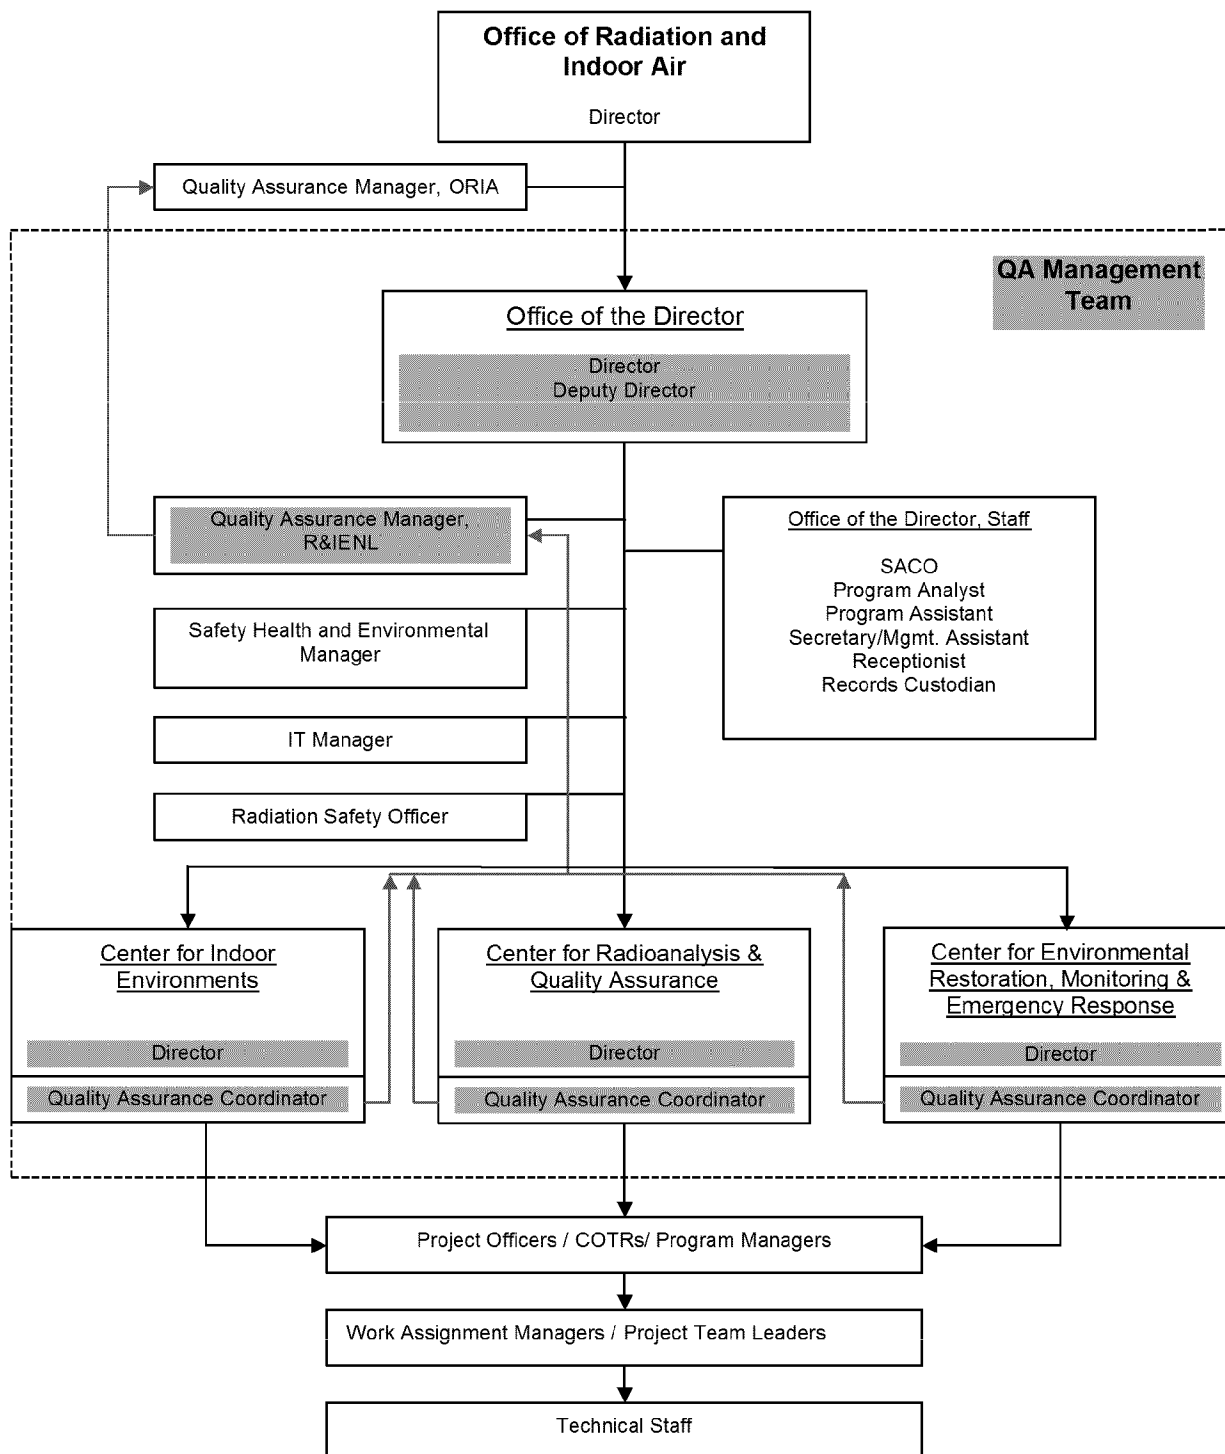 Office of Radiation and
Indoor Air
Director
Quality Assurance Manager, ORIA
QA Management
Team
Office of the Director
Director
Deputy Director
Quality Assurance Manager,
R&IENL
Office of the Director, Staff
SACO
Program Analyst
Program Assistant
Secretary/Mgmt. Assistant
Receptionist
Records Custodian
Safety Health and Environmental
Manager
IT Manager
Radiation Safety Officer
Center for Indoor
Environments
Director
Quality Assurance Coordinator
Center for Radioanalysis &
Quality Assurance
Director
Quality Assurance Coordinator
Center for Environmental
Restoration, Monitoring &
Emergency Response
Director
Quality Assurance Coordinator
Project Officers / COTRs/ Program Managers
Work Assignment Managers / Project Team Leaders
Technical Staff